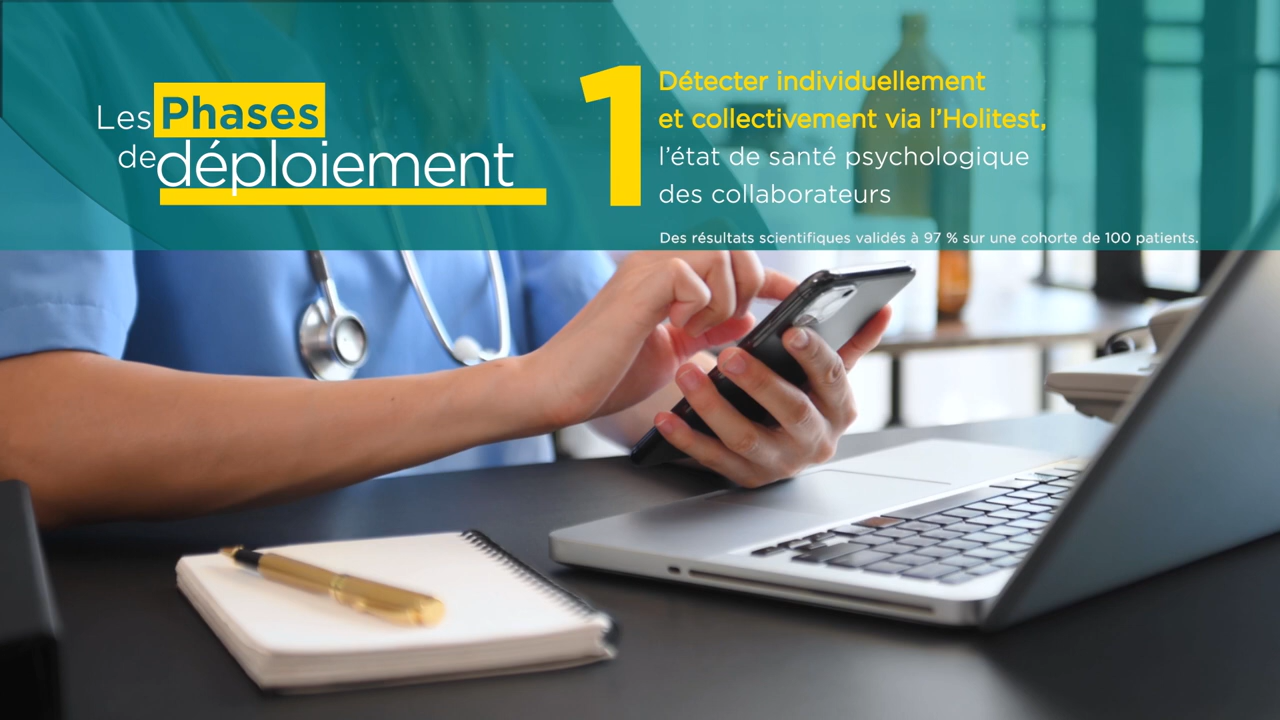 Les Phases
de déploiement
1
Détecter individuellement
et collectivement via l'Holitest,
l'état de santé psychologique
des collaborateurs
Des résultats scientifiques validés à 97 % sur une cohorte de 100 patients.